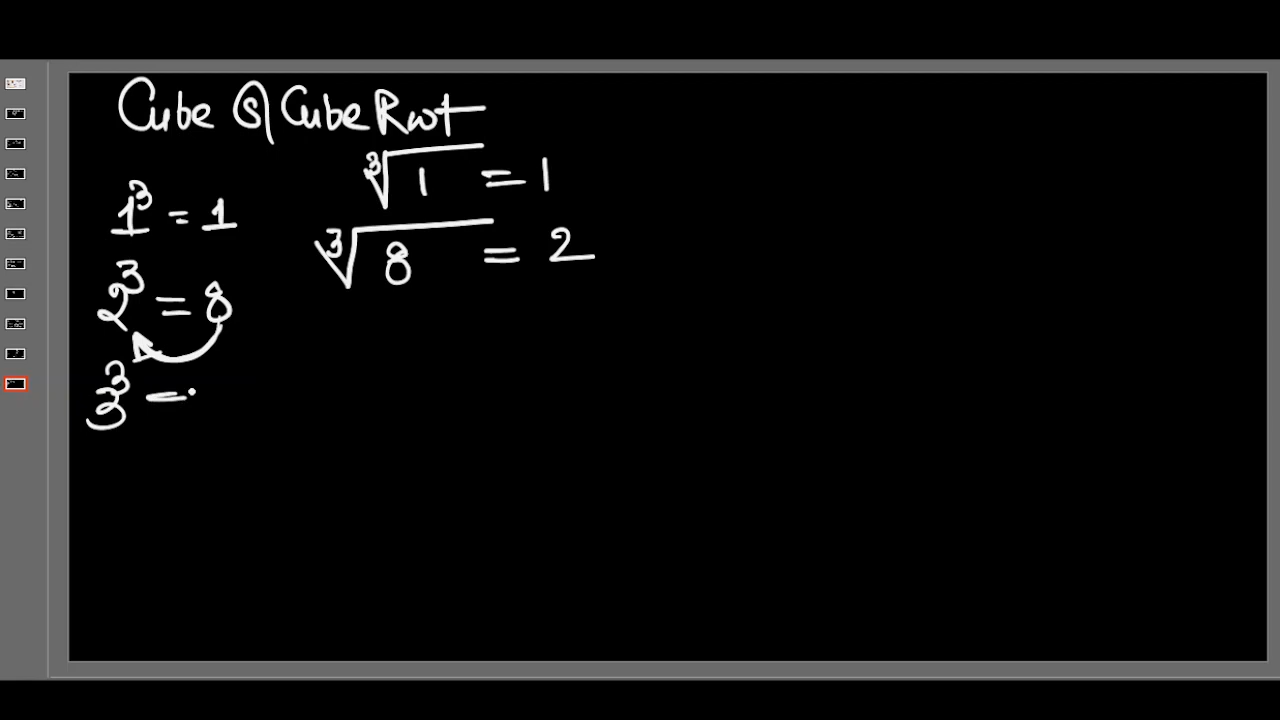 Cube & Cube Root
∛1 = 1
1³ = 1
∛8 = 2
2³ = 8
3³ =